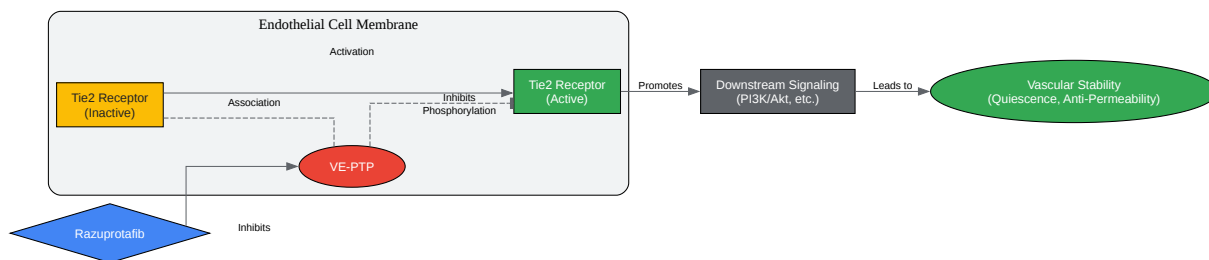 Endothelial Cell Membrane
Activation
Tie2 Receptor
(Inactive)
Association
Inhibits
Phosphorylation
Tie2 Receptor
(Active)
Promotes
Downstream Signaling
(PI3K/Akt, etc.)
Leads to
Vascular Stability
(Quiescence, Anti-Permeability)
VE-PTP
Razuprotafib
Inhibits